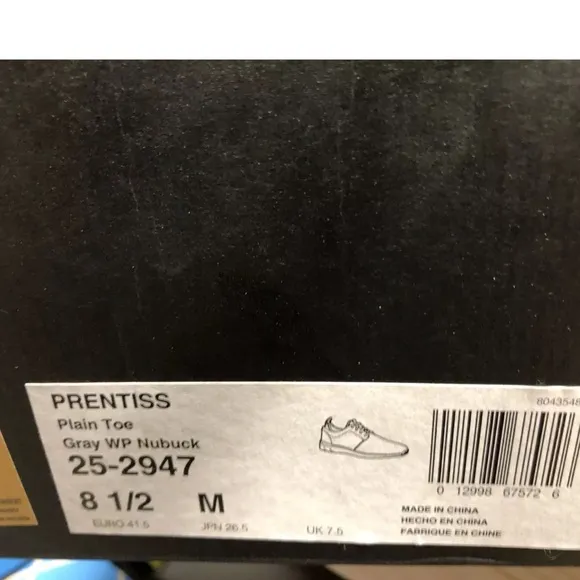 PRENTISS
8043548
Plain Toe
Gray WP Nubuck
25-2947
8 1/2 M
EURO 41.5 JPN 26.5 UK 7.5
0 12998 67572 6
MADE IN CHINA
HECHO EN CHINA
FABRIQUE EN CHINE